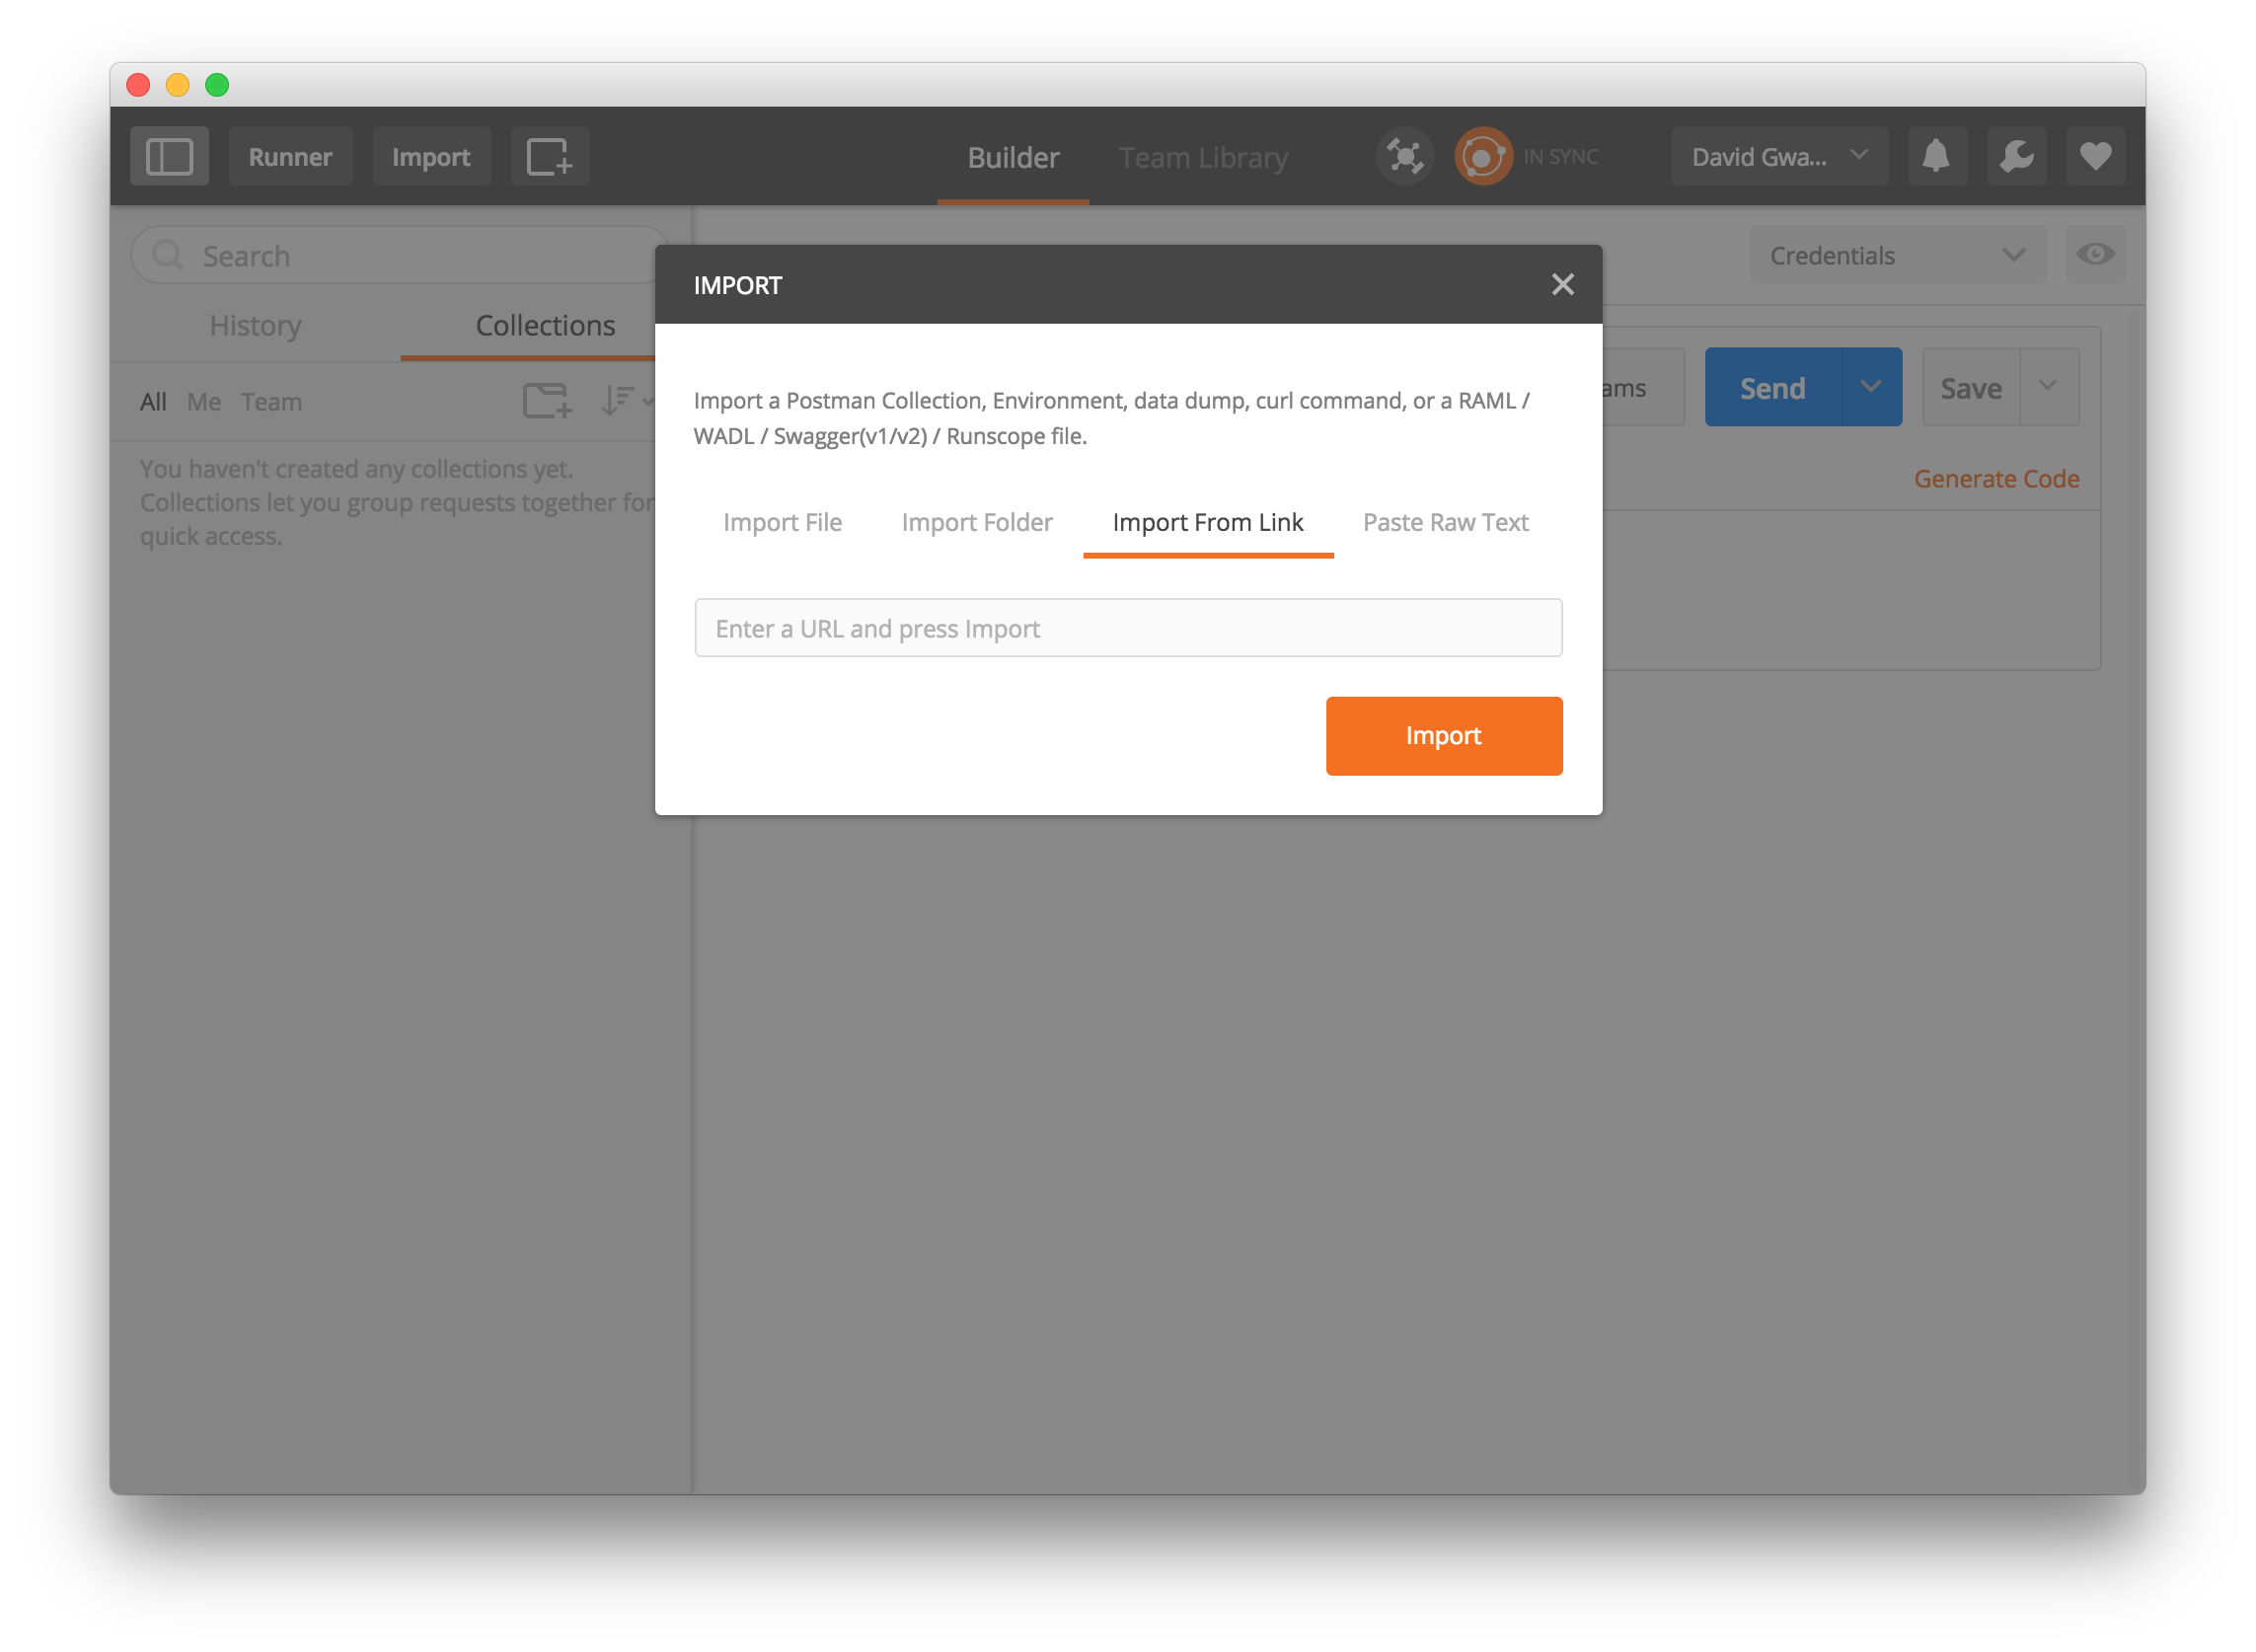 Runner
Import
Builder
Team Library
IN SYNC
David Gwa...
Search
History
Collections
All Me Team
You haven't created any collections yet.
Collections let you group requests together for
quick access.
Credentials
ams
Send
Save
Generate Code
IMPORT
Import a Postman Collection, Environment, data dump, curl command, or a RAML /
WADL / Swagger(v1/v2) / Runscope file.
Import File
Import Folder
Import From Link
Paste Raw Text
Enter a URL and press Import
Import